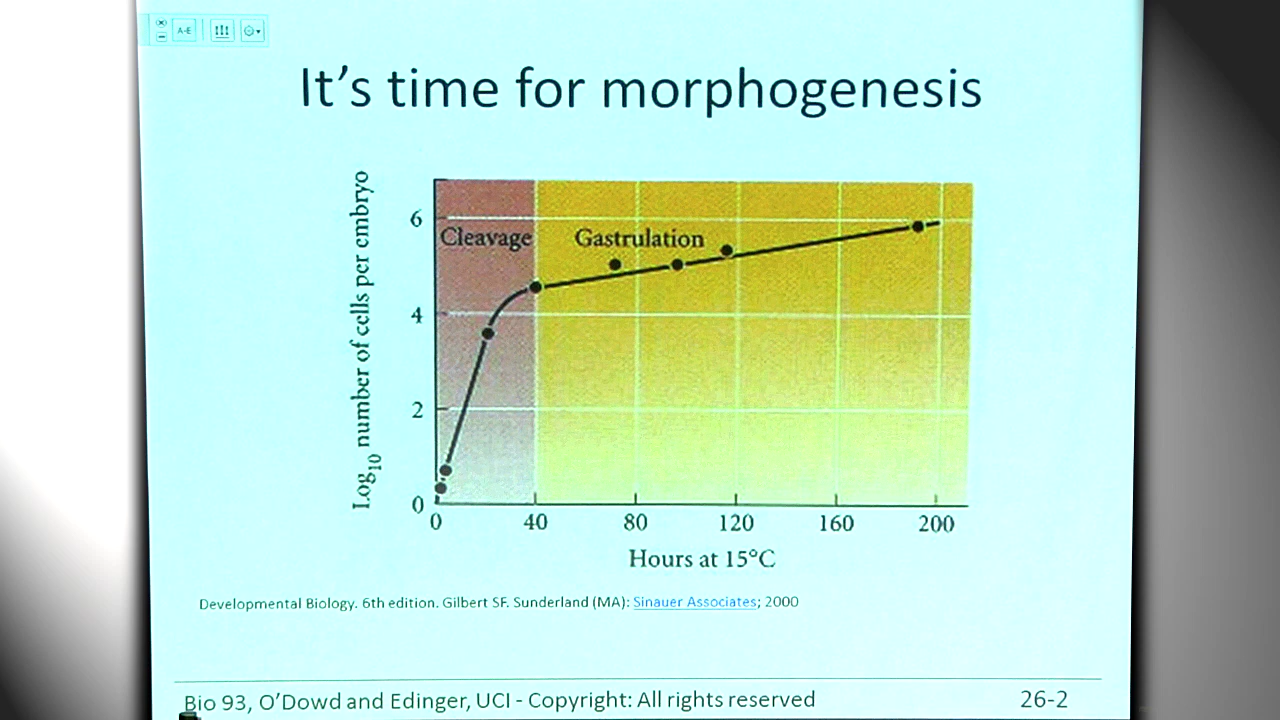 A-E
It's time for morphogenesis
Log10 number of cells per embryo
6
4
2
0
Cleavage
Gastrulation
0 40 80 120 160 200
Hours at 15°C
Developmental Biology. 6th edition. Gilbert SF. Sunderland (MA): Sinauer Associates; 2000
Bio 93, O'Dowd and Edinger, UCI - Copyright: All rights reserved
26-2